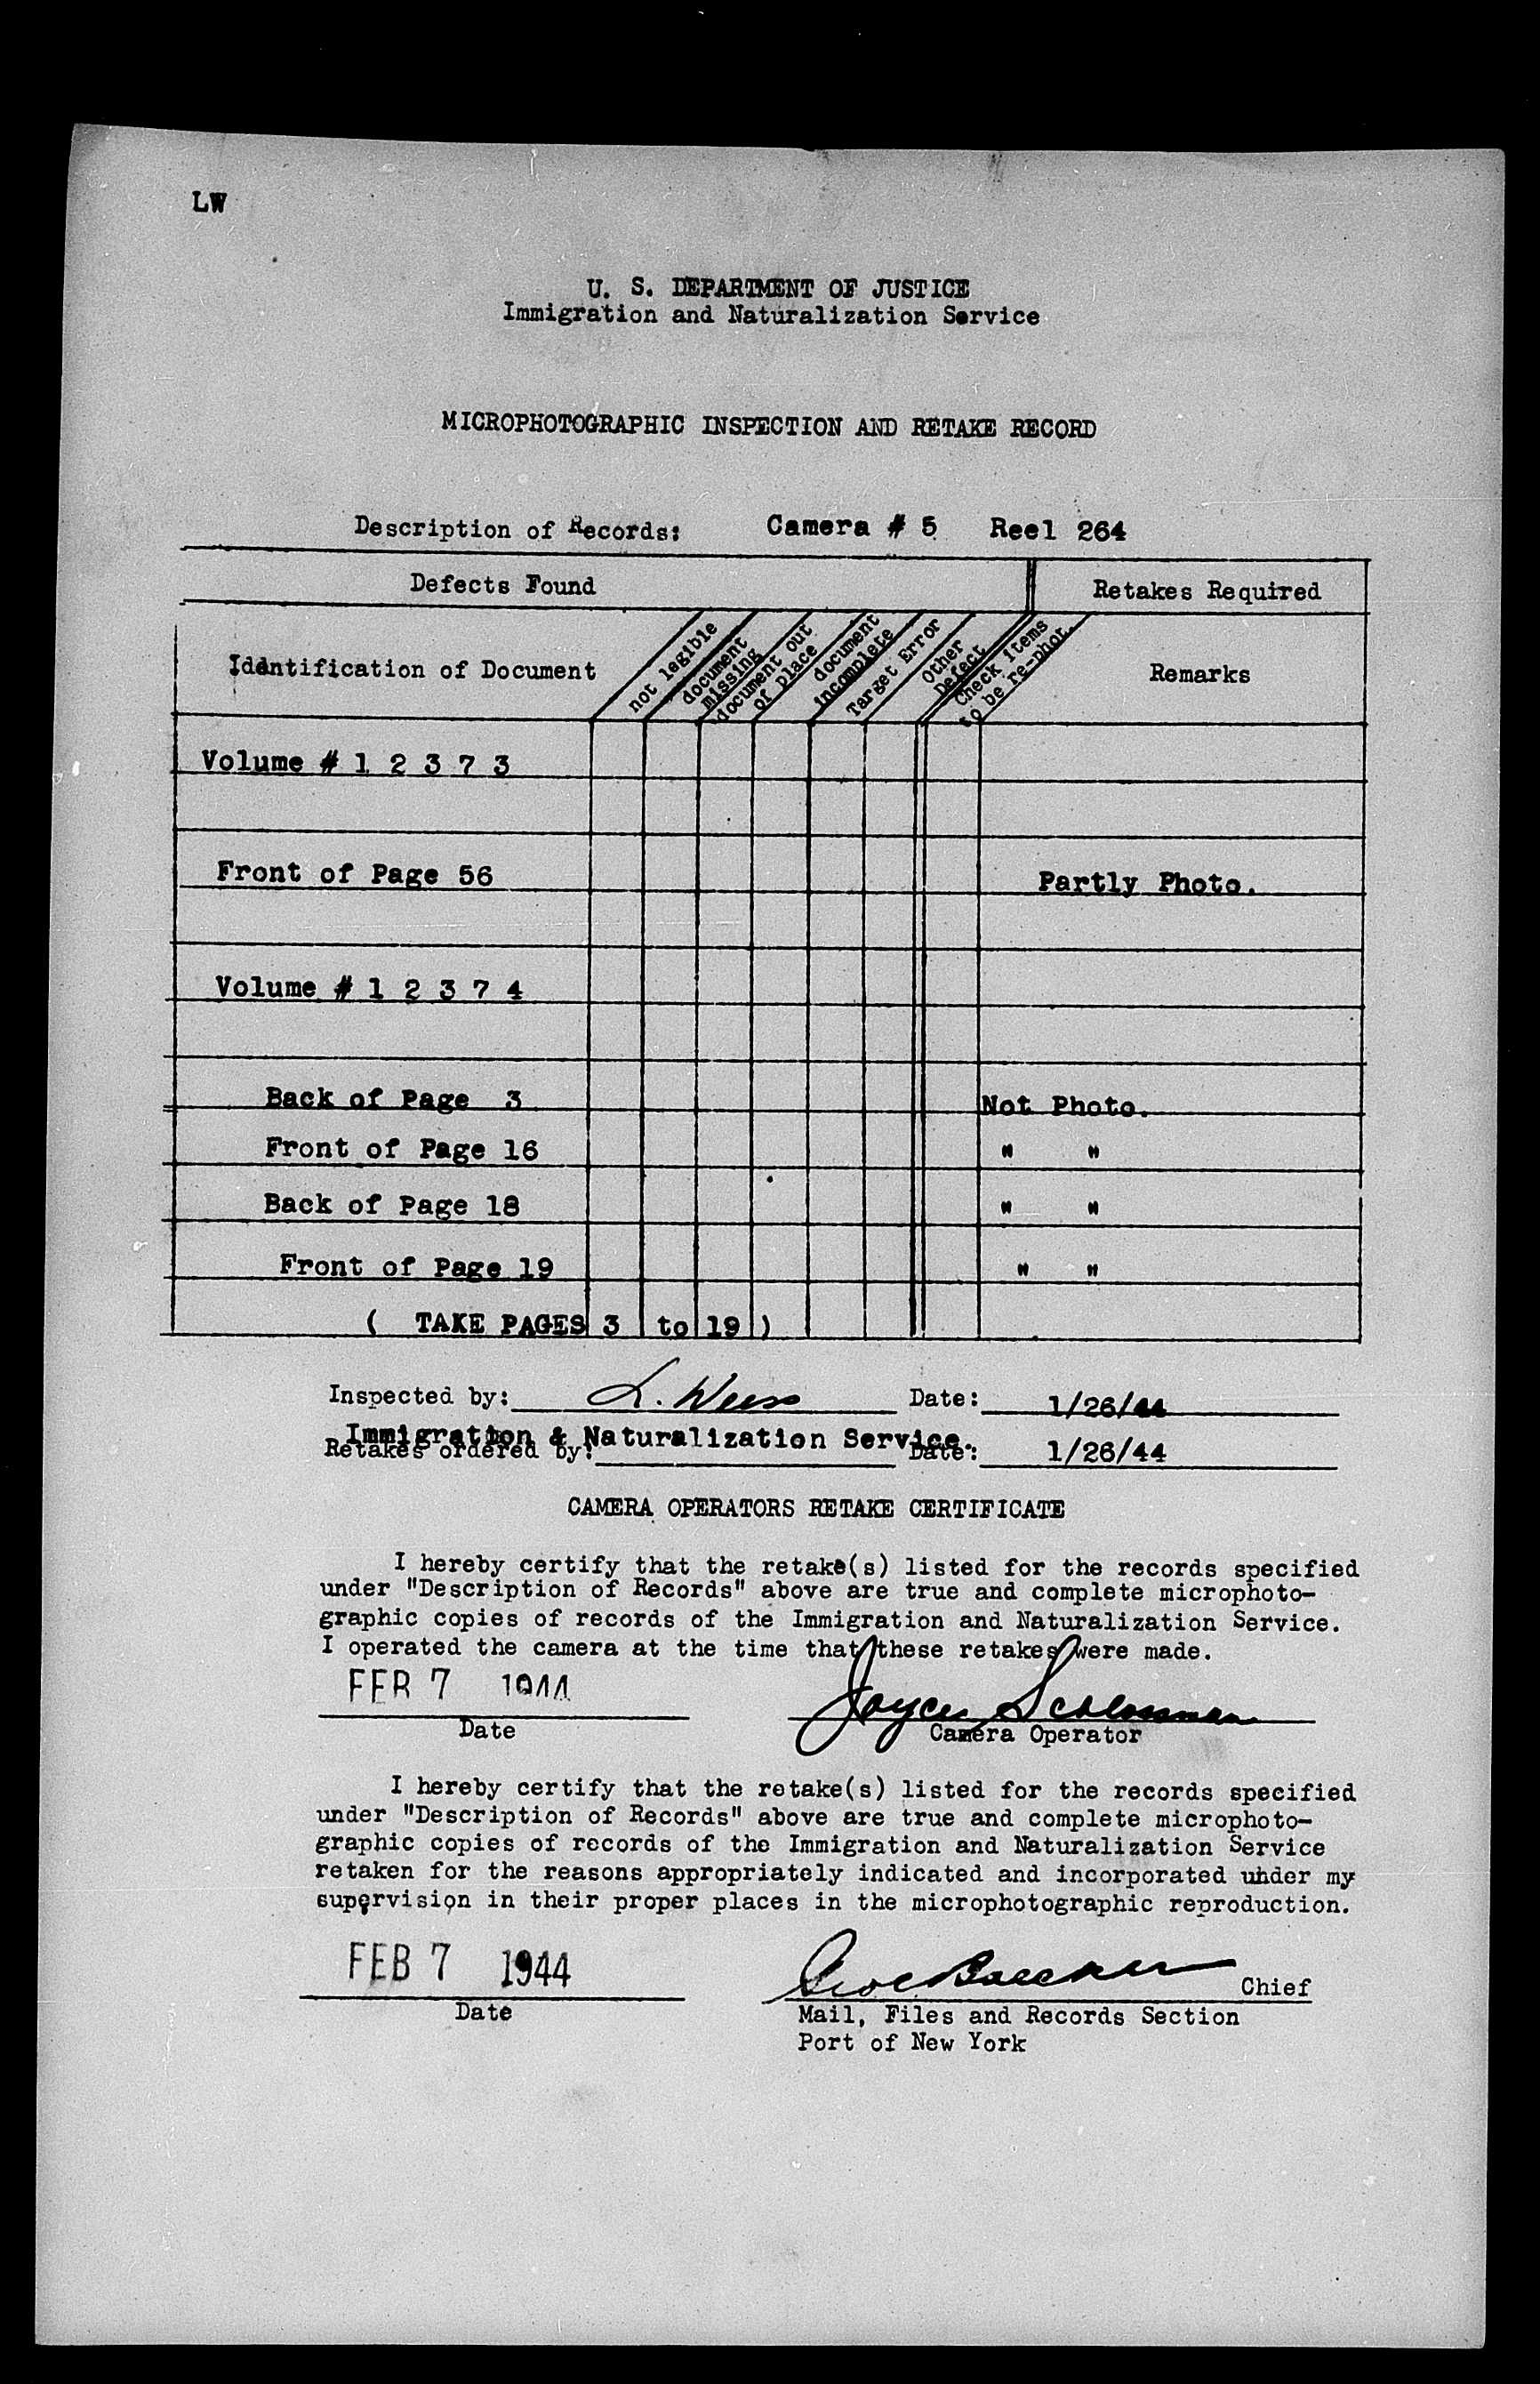 LW
U. S. DEPARTMENT OF JUSTICE
Immigration and Naturalization Service
MICROPHOTOGRAPHIC INSPECTION AND RETAKE RECORD
Description of Records: Camera # 5 Reel 264
Defects Found Retakes Required
Identification of Document
not legible
document missing
document out of place
document incomplete
Target Error
Other Defect
Check items to be re-phot.
Remarks
Volume # 1 2 3 7 3
Front of Page 56 Partly Photo.
Volume # 1 2 3 7 4
Back of Page 3 Not Photo.
Front of Page 16 " "
Back of Page 18 " "
Front of Page 19 " "
( TAKE PAGES 3 to 19 )
Inspected by: L. Weiss Date: 1/26/44
Immigration & Naturalization Service.
Retakes ordered by: Date: 1/26/44
CAMERA OPERATORS RETAKE CERTIFICATE
I hereby certify that the retake(s) listed for the records specified
under "Description of Records" above are true and complete microphoto-
graphic copies of records of the Immigration and Naturalization Service.
I operated the camera at the time that these retakes were made.
FEB 7 1944 Joyce Schlossman
Date Camera Operator
I hereby certify that the retake(s) listed for the records specified
under "Description of Records" above are true and complete microphoto-
graphic copies of records of the Immigration and Naturalization Service
retaken for the reasons appropriately indicated and incorporated under my
supervision in their proper places in the microphotographic reproduction.
FEB 7 1944 Chief
Date Mail, Files and Records Section
Port of New York